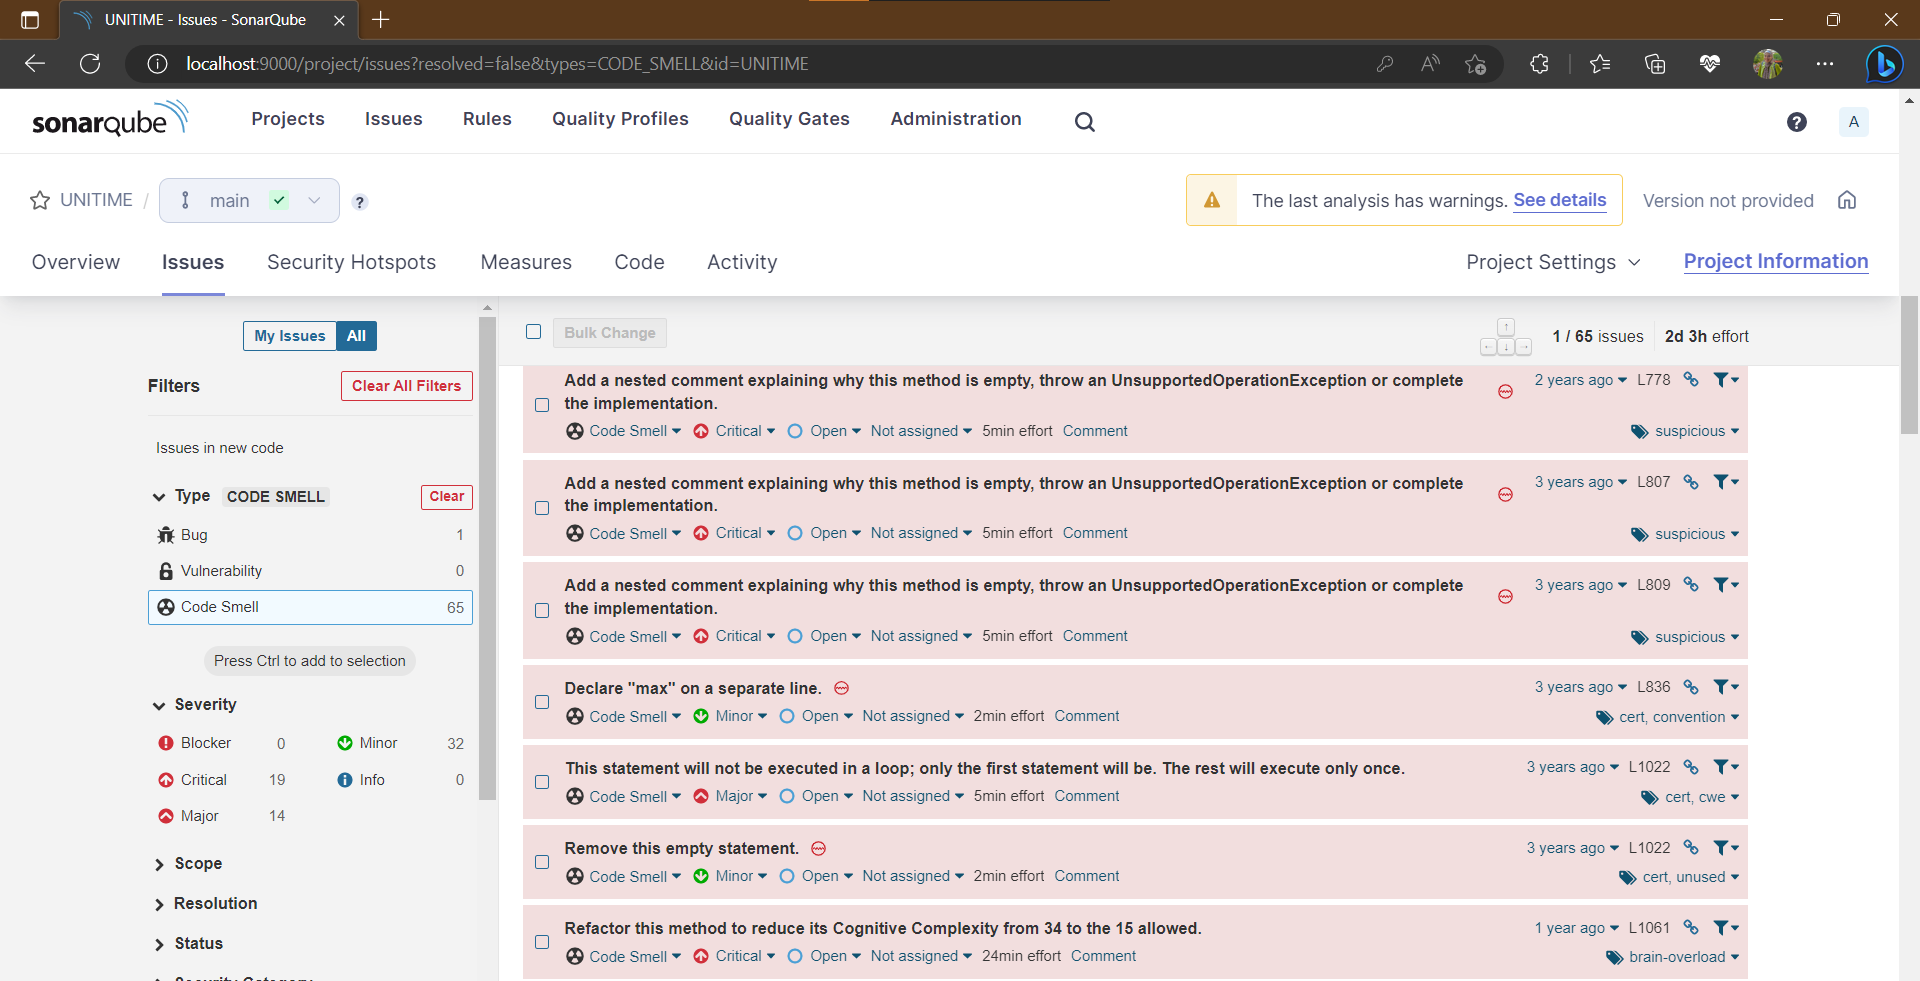 UNITIME - Issues - SonarQube
localhost:9000/project/issues?resolved=false&types=CODE_SMELL&id=UNITIME
sonarqube Projects Issues Rules Quality Profiles Quality Gates Administration ? A
UNITIME / main ?
The last analysis has warnings. See details Version not provided
Overview Issues Security Hotspots Measures Code Activity Project Settings Project Information
My Issues All
Filters Clear All Filters
Issues in new code
Type CODE SMELL Clear
Bug 1
Vulnerability 0
Code Smell 65
Press Ctrl to add to selection
Severity
Blocker 0 Minor 32
Critical 19 Info 0
Major 14
Scope
Resolution
Status
Security Category
Bulk Change 1 / 65 issues 2d 3h effort
Add a nested comment explaining why this method is empty, throw an UnsupportedOperationException or complete 2 years ago L778
the implementation.
Code Smell Critical Open Not assigned 5min effort Comment suspicious
Add a nested comment explaining why this method is empty, throw an UnsupportedOperationException or complete 3 years ago L807
the implementation.
Code Smell Critical Open Not assigned 5min effort Comment suspicious
Add a nested comment explaining why this method is empty, throw an UnsupportedOperationException or complete 3 years ago L809
the implementation.
Code Smell Critical Open Not assigned 5min effort Comment suspicious
Declare "max" on a separate line. 3 years ago L836
Code Smell Minor Open Not assigned 2min effort Comment cert, convention
This statement will not be executed in a loop; only the first statement will be. The rest will execute only once. 3 years ago L1022
Code Smell Major Open Not assigned 5min effort Comment cert, cwe
Remove this empty statement. 3 years ago L1022
Code Smell Minor Open Not assigned 2min effort Comment cert, unused
Refactor this method to reduce its Cognitive Complexity from 34 to the 15 allowed. 1 year ago L1061
Code Smell Critical Open Not assigned 24min effort Comment brain-overload